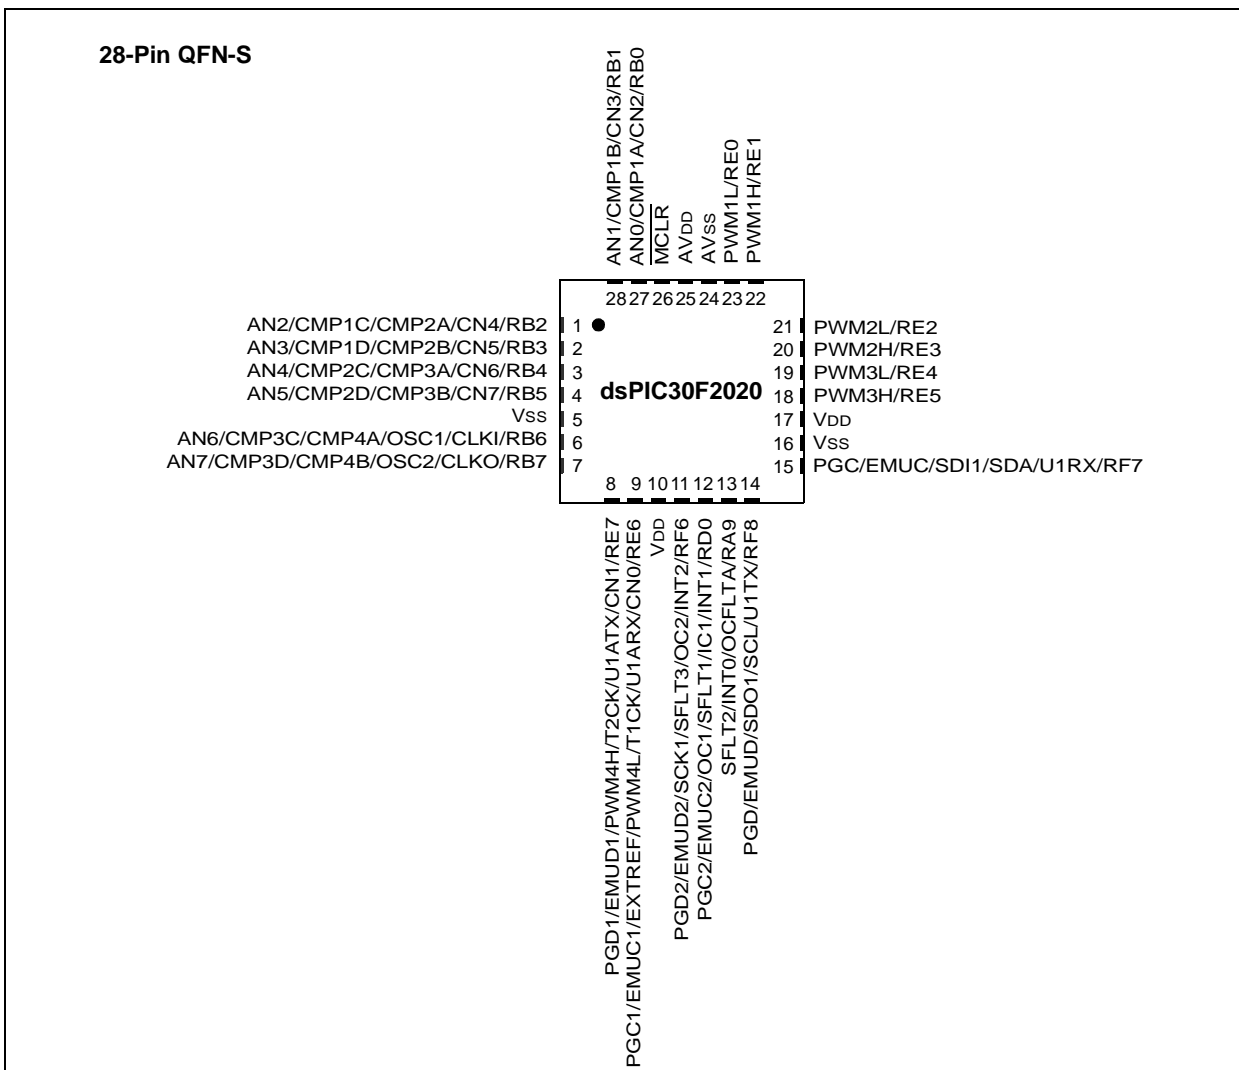 28-Pin QFN-S
AN1/CMP1B/CN3/RB1
AN0/CMP1A/CN2/RB0
MCLR
AVDD
AVSS
PWM1L/RE0
PWM1H/RE1
28 27 26 25 24 23 22
AN2/CMP1C/CMP2A/CN4/RB2 1
AN3/CMP1D/CMP2B/CN5/RB3 2
AN4/CMP2C/CMP3A/CN6/RB4 3
AN5/CMP2D/CMP3B/CN7/RB5 4
VSS 5
AN6/CMP3C/CMP4A/OSC1/CLKI/RB6 6
AN7/CMP3D/CMP4B/OSC2/CLKO/RB7 7
dsPIC30F2020
21 PWM2L/RE2
20 PWM2H/RE3
19 PWM3L/RE4
18 PWM3H/RE5
17 VDD
16 VSS
15 PGC/EMUC/SDI1/SDA/U1RX/RF7
8 9 10 11 12 13 14
PGD1/EMUD1/PWM4H/T2CK/U1ATX/CN1/RE7
PGC1/EMUC1/EXTREF/PWM4L/T1CK/U1ARX/CN0/RE6
VDD
PGD2/EMUD2/SCK1/SFLT3/OC2/INT2/RF6
PGC2/EMUC2/OC1/SFLT1/IC1/INT1/RD0
SFLT2/INT0/OCFLTA/RA9
PGD/EMUD/SDO1/SCL/U1TX/RF8